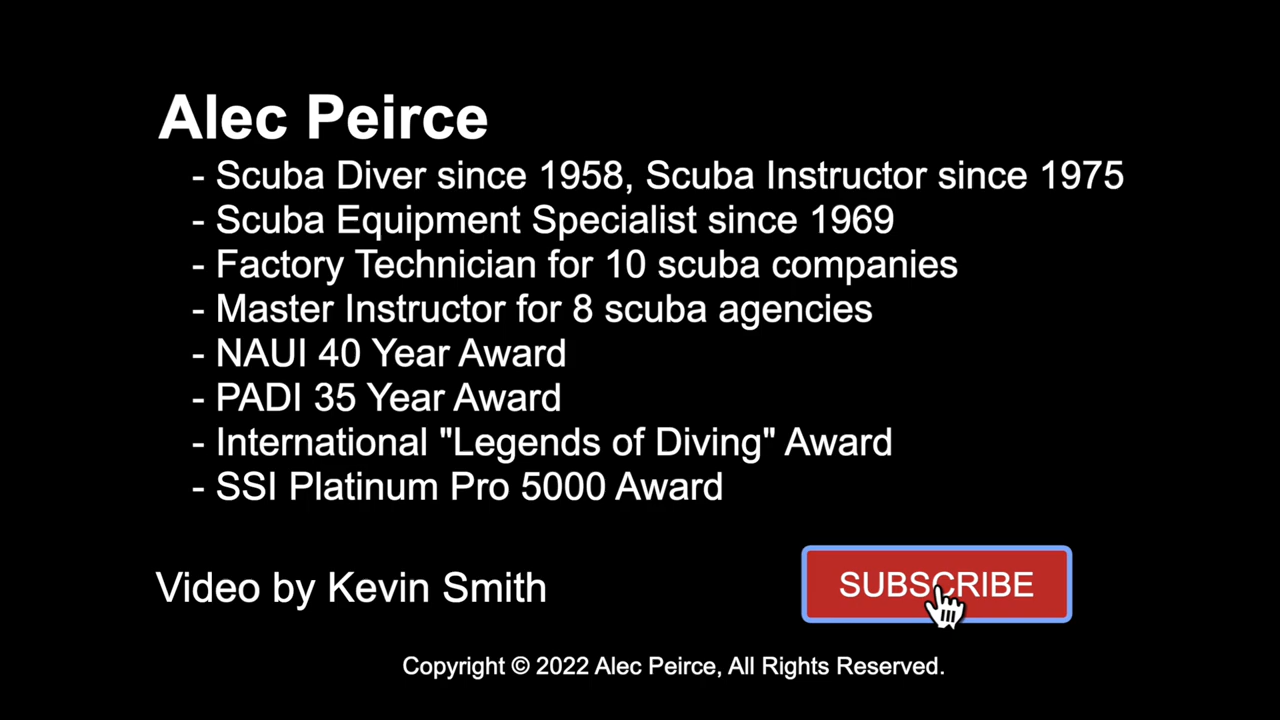 Alec Peirce
- Scuba Diver since 1958, Scuba Instructor since 1975
- Scuba Equipment Specialist since 1969
- Factory Technician for 10 scuba companies
- Master Instructor for 8 scuba agencies
- NAUI 40 Year Award
- PADI 35 Year Award
- International "Legends of Diving" Award
- SSI Platinum Pro 5000 Award
Video by Kevin Smith
SUBSCRIBE
Copyright © 2022 Alec Peirce, All Rights Reserved.